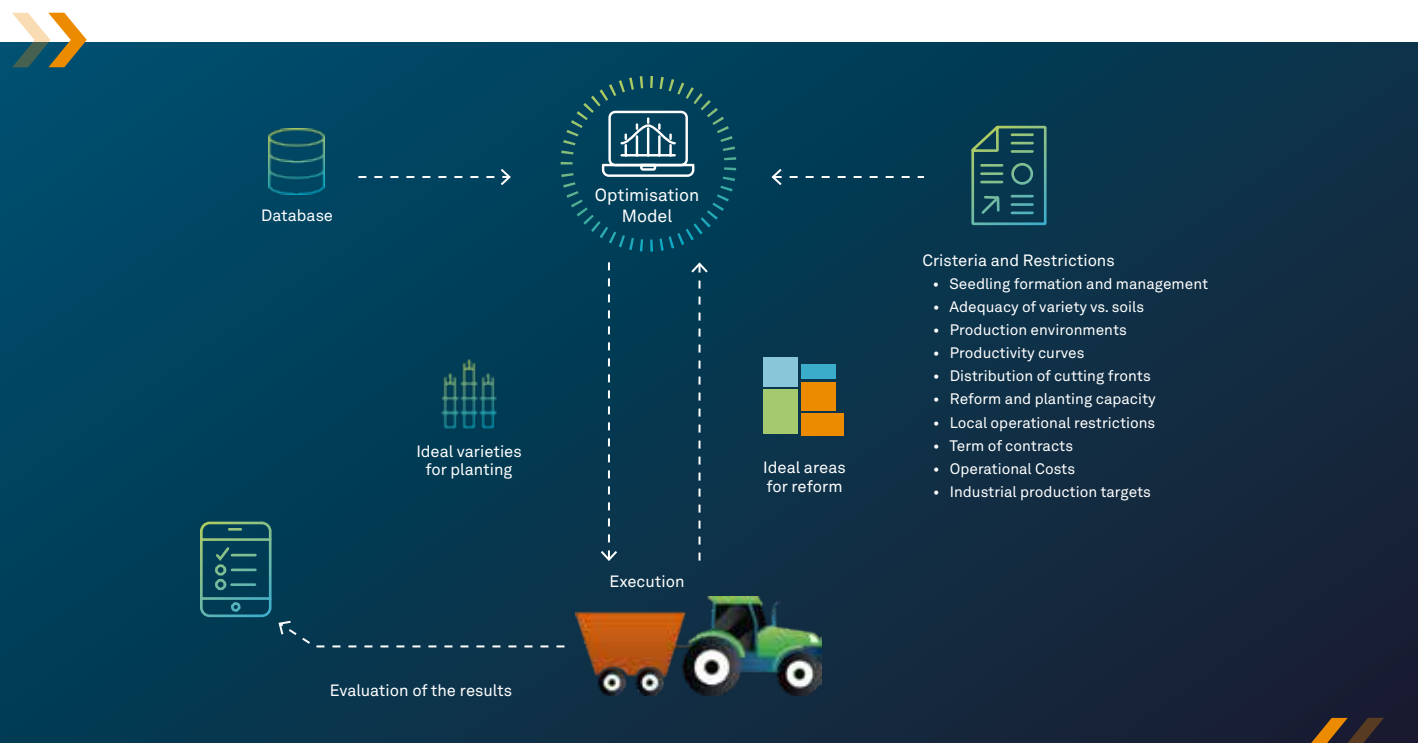 Database
Optimisation
Model
Cristeria and Restrictions
• Seedling formation and management
• Adequacy of variety vs. soils
• Production environments
• Productivity curves
• Distribution of cutting fronts
• Reform and planting capacity
• Local operational restrictions
• Term of contracts
• Operational Costs
• Industrial production targets
Ideal varieties
for planting
Ideal areas
for reform
Execution
Evaluation of the results